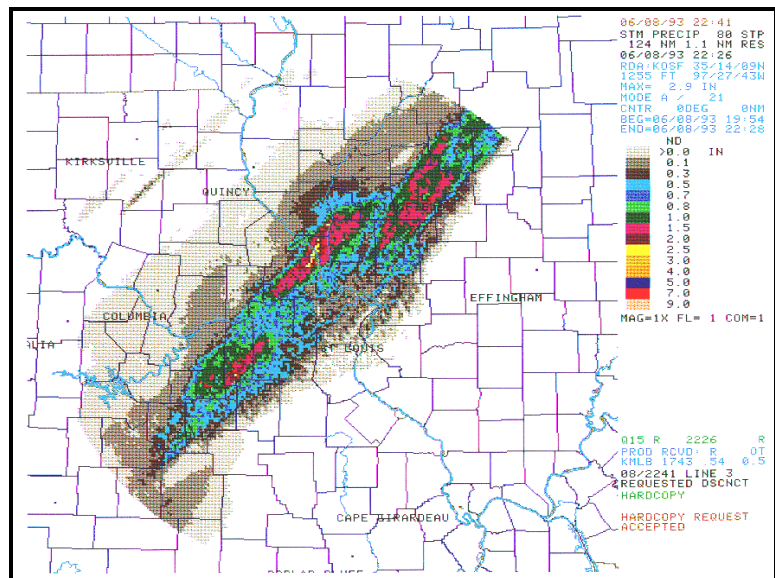 06/08/93 22:41
STM PRECIP 80 STP
124 NM 1.1 NM RES
06/08/93 22:26
RDA:KOSF 35/14/09N
1255 FT 97/27/43W
MAX= 2.9 IN
MODE A / 21
CNTR 0DEG 0NM
BEG=06/08/93 19:54
END=06/08/93 22:28
ND
>0.0 IN
0.1
0.3
0.5
0.7
0.8
1.0
1.5
2.0
2.5
3.0
4.0
5.0
7.0
9.0
MAG=1X FL= 1 COM=1
KIRKSVILLE
QUINCY
EFFINGHAM
COLUMBIA
ALIA
ST LOUIS
CAPE GIRARDEAU
POPLAR BLUFF
Q15 R 2226 R
PROD RCVD: R OT
KMLB 1743 .54 0.5
08/2241 LINE 3
REQUESTED DSCNCT
HARDCOPY
HARDCOPY REQUEST
ACCEPTED